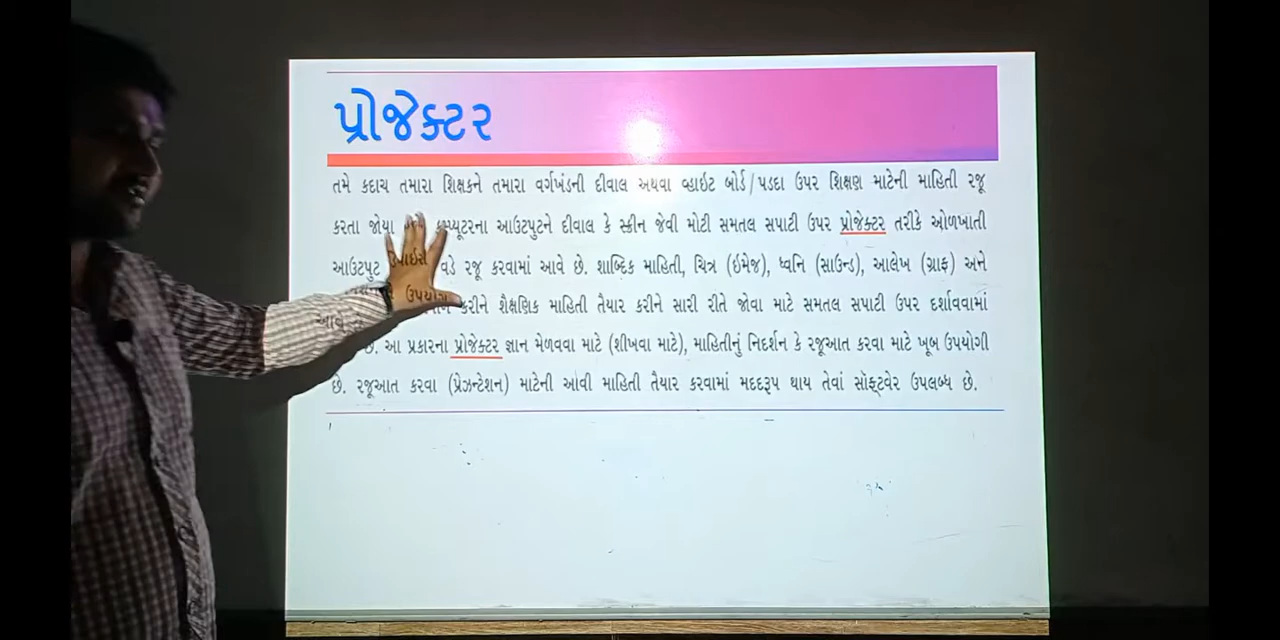 પ્રોજેક્ટર
તમે કદાચ તમારા શિક્ષકને તમારા વર્ગખંડની દીવાલ અથવા વ્હાઇટ બોર્ડ/પડદા ઉપર શિક્ષણ માટેની માહિતી રજૂ
કરતા જોયા કમ્પ્યૂટરના આઉટપુટને દીવાલ કે સ્ક્રીન જેવી મોટી સમતલ સપાટી ઉપર પ્રોજેક્ટર તરીકે ઓળખાતી
આઉટપુટ ડિવાઇસ વડે રજૂ કરવામાં આવે છે. શાબ્દિક માહિતી, ચિત્ર (ઇમેજ), ધ્વનિ (સાઉન્ડ), આલેખ (ગ્રાફ) અને
ઉપયોગ કરીને શૈક્ષણિક માહિતી તૈયાર કરીને સારી રીતે જોવા માટે સમતલ સપાટી ઉપર દર્શાવવામાં
આવે છે. આ પ્રકારના પ્રોજેક્ટર જ્ઞાન મેળવવા માટે (શીખવા માટે), માહિતીનું નિદર્શન કે રજૂઆત કરવા માટે ખૂબ ઉપયોગી
છે. રજૂઆત કરવા (પ્રેઝન્ટેશન) માટેની આવી માહિતી તૈયાર કરવામાં મદદરૂપ થાય તેવાં સૉફ્ટવેર ઉપલબ્ધ છે.